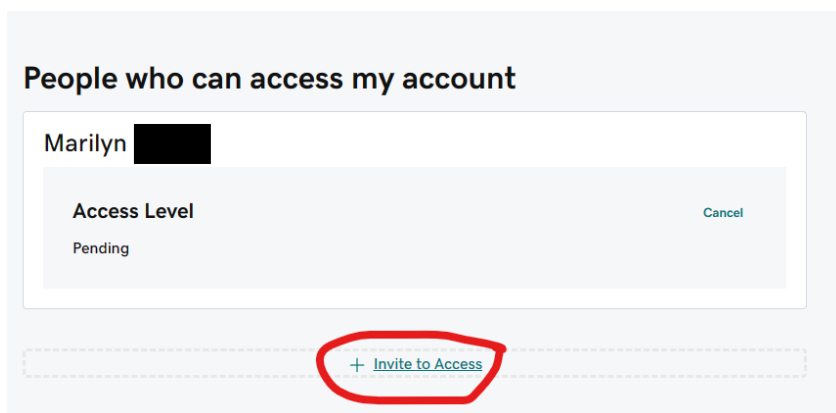 People who can access my account
Marilyn
Access Level
Cancel
Pending
+ Invite to Access